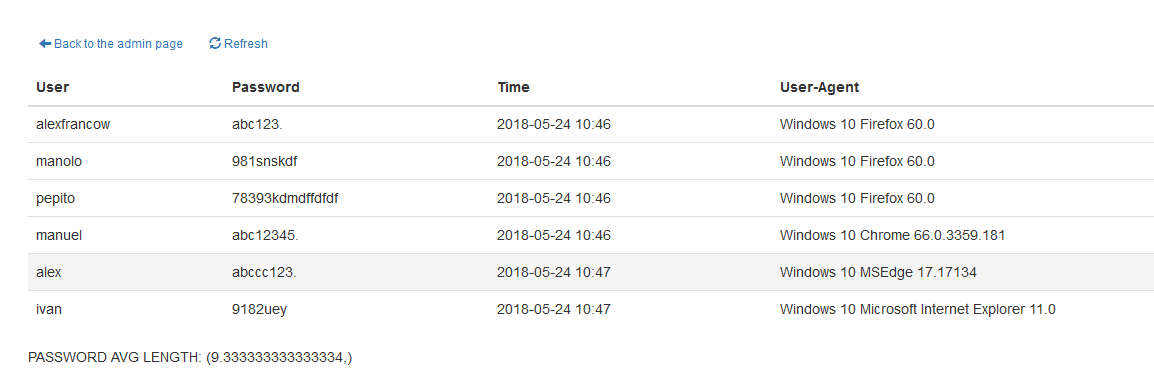 Back to the admin page Refresh
User Password Time User-Agent
alexfrancow abc123. 2018-05-24 10:46 Windows 10 Firefox 60.0
manolo 981snskdf 2018-05-24 10:46 Windows 10 Firefox 60.0
pepito 78393kdmdffdfdf 2018-05-24 10:46 Windows 10 Firefox 60.0
manuel abc12345. 2018-05-24 10:46 Windows 10 Chrome 66.0.3359.181
alex abccc123. 2018-05-24 10:47 Windows 10 MSEdge 17.17134
ivan 9182uey 2018-05-24 10:47 Windows 10 Microsoft Internet Explorer 11.0
PASSWORD AVG LENGTH: (9.333333333333334,)